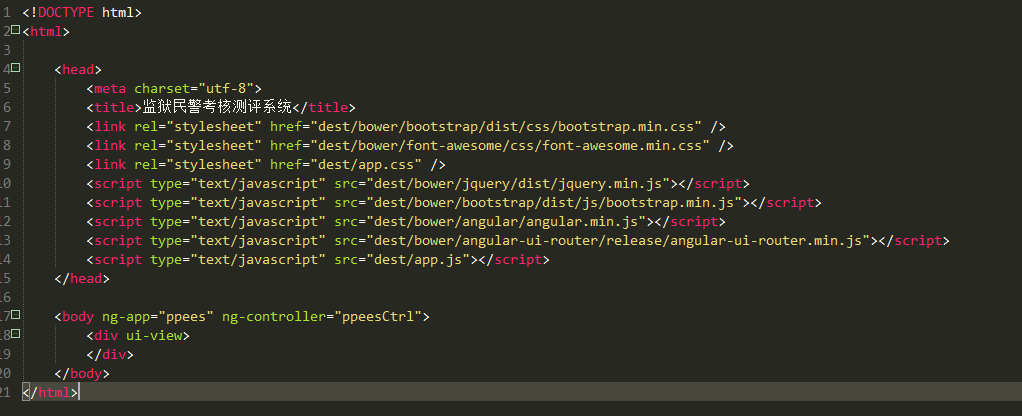 1 <!DOCTYPE html>
2 <html>
3
4 <head>
5 <meta charset="utf-8">
6 <title>监狱民警考核测评系统</title>
7 <link rel="stylesheet" href="dest/bower/bootstrap/dist/css/bootstrap.min.css" />
8 <link rel="stylesheet" href="dest/bower/font-awesome/css/font-awesome.min.css" />
9 <link rel="stylesheet" href="dest/app.css" />
10 <script type="text/javascript" src="dest/bower/jquery/dist/jquery.min.js"></script>
11 <script type="text/javascript" src="dest/bower/bootstrap/dist/js/bootstrap.min.js"></script>
12 <script type="text/javascript" src="dest/bower/angular/angular.min.js"></script>
13 <script type="text/javascript" src="dest/bower/angular-ui-router/release/angular-ui-router.min.js"></script>
14 <script type="text/javascript" src="dest/app.js"></script>
15 </head>
16
17 <body ng-app="ppees" ng-controller="ppeesCtrl">
18 <div ui-view>
19 </div>
20 </body>
21 </html>